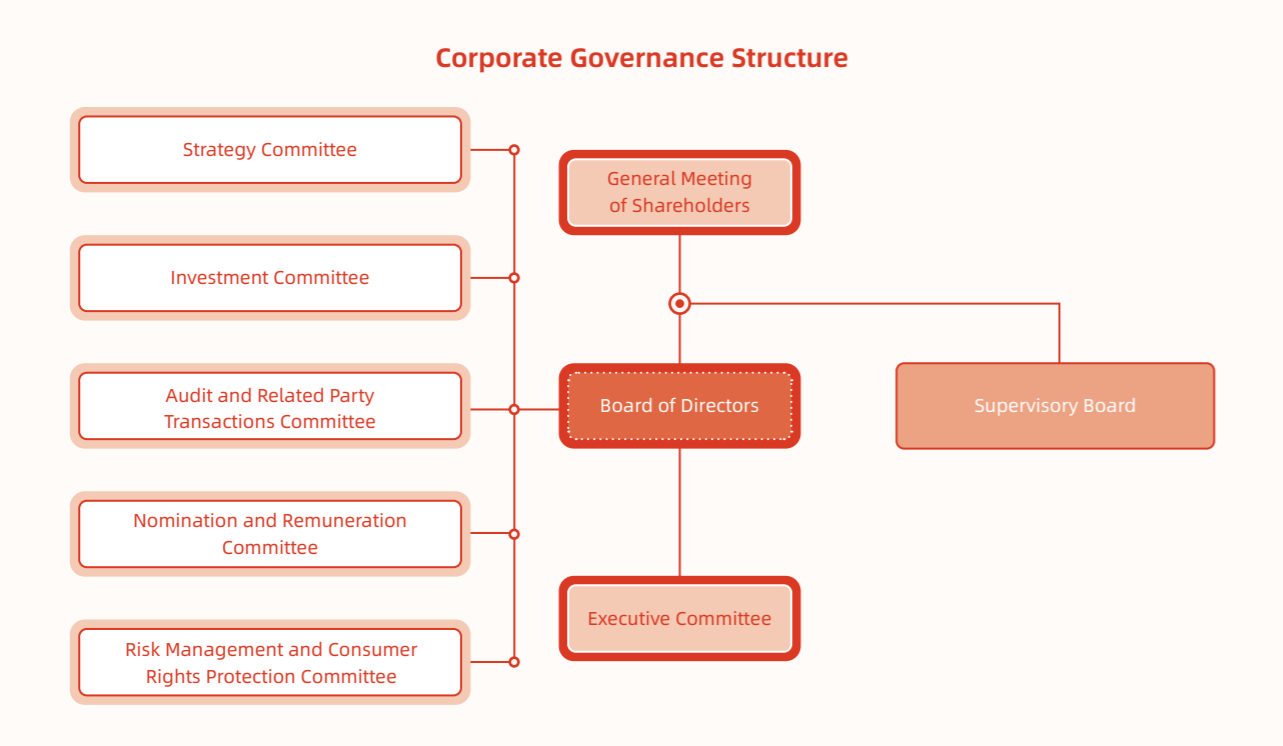 Corporate Governance Structure
Strategy Committee
Investment Committee
Audit and Related Party
Transactions Committee
Nomination and Remuneration
Committee
Risk Management and Consumer
Rights Protection Committee
General Meeting
of Shareholders
Board of Directors
Executive Committee
Supervisory Board